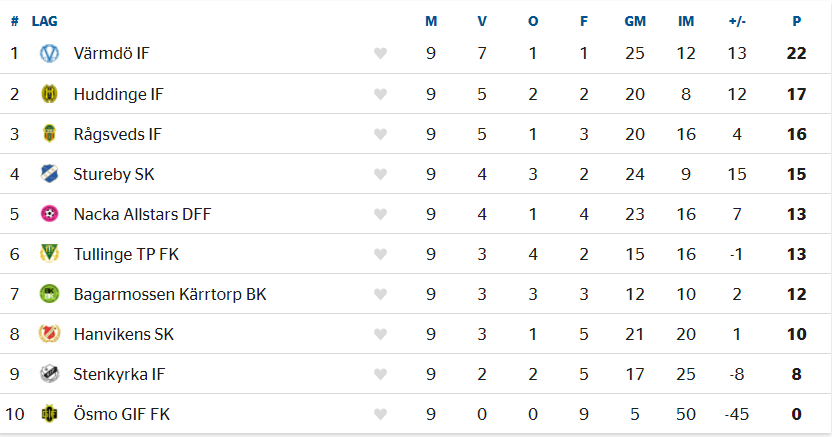 # LAG M V O F GM IM +/- P
1 Värmdö IF 9 7 1 1 25 12 13 22
2 Huddinge IF 9 5 2 2 20 8 12 17
3 Rågsveds IF 9 5 1 3 20 16 4 16
4 Stureby SK 9 4 3 2 24 9 15 15
5 Nacka Allstars DFF 9 4 1 4 23 16 7 13
6 Tullinge TP FK 9 3 4 2 15 16 -1 13
7 Bagarmossen Kärrtorp BK 9 3 3 3 12 10 2 12
8 Hanvikens SK 9 3 1 5 21 20 1 10
9 Stenkyrka IF 9 2 2 5 17 25 -8 8
10 Ösmo GIF FK 9 0 0 9 5 50 -45 0